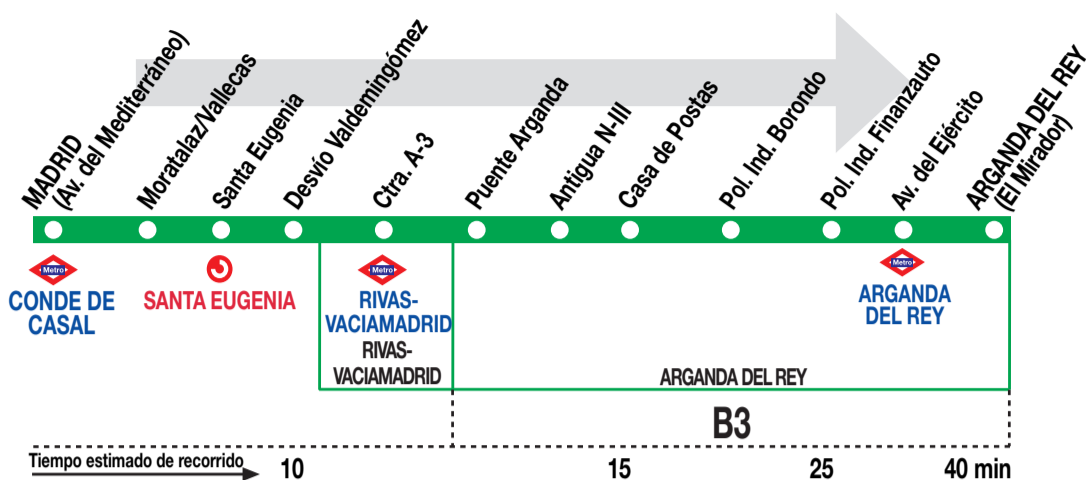 MADRID
(Av. del Mediterráneo)
Moratalaz/Vallecas
Santa Eugenia
Desvío Valdemingómez
Ctra. A-3
Puente Arganda
Antigua N-III
Casa de Postas
Pol. Ind. Borondo
Pol. Ind. Finanzauto
Av. del Ejército
ARGANDA DEL REY
(El Mirador)
Metro
Metro
Metro
CONDE DE
CASAL
SANTA EUGENIA
RIVAS-
VACIAMADRID
ARGANDA
DEL REY
RIVAS-
VACIAMADRID
ARGANDA DEL REY
B3
Tiempo estimado de recorrido
10
15
25
40 min